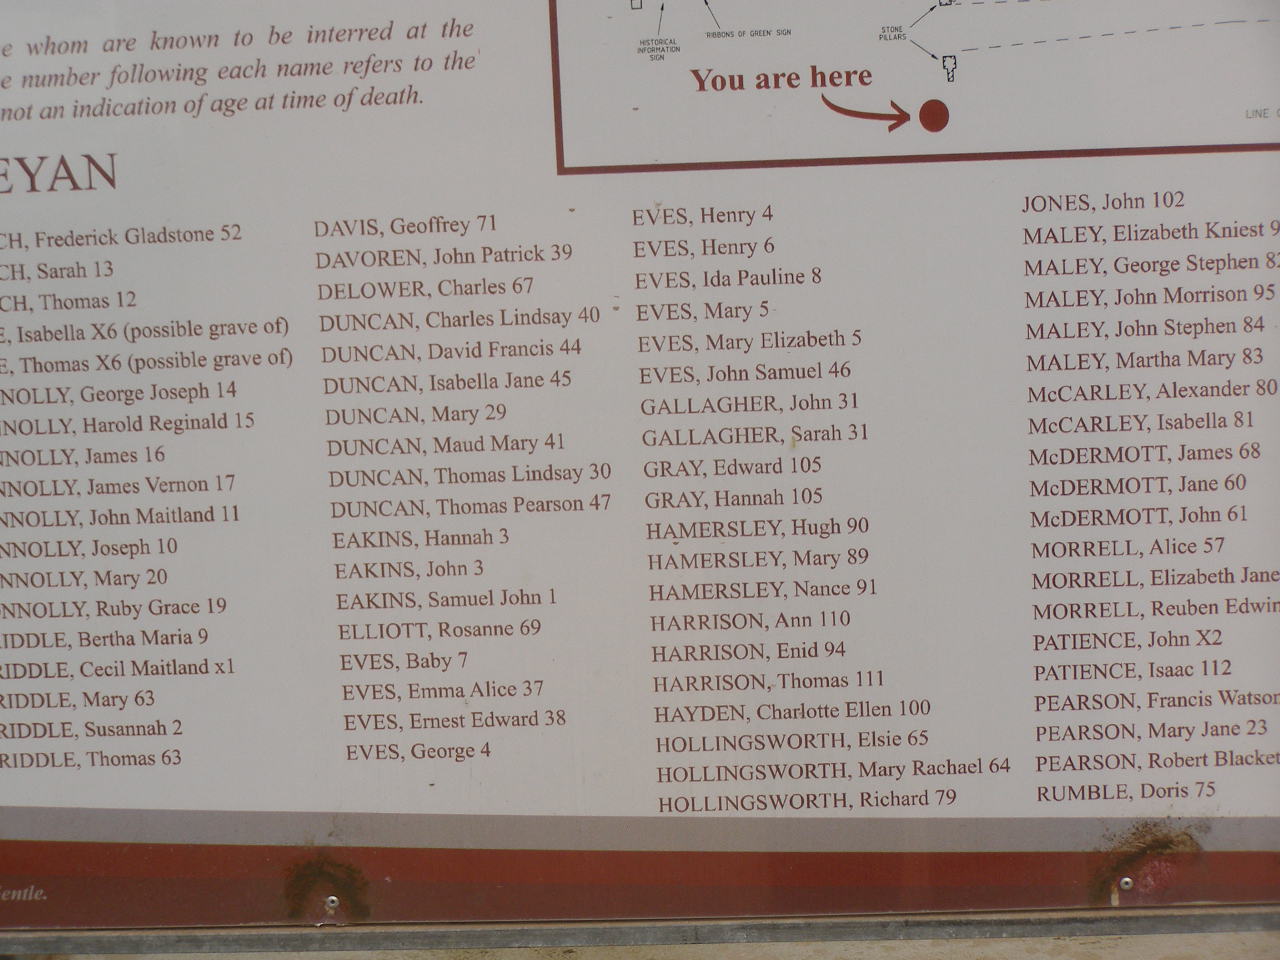 e whom are known to be interred at the
e number following each name refers to the
not an indication of age at time of death.
HISTORICAL
INFORMATION
SIGN
'RIBBONS OF GREEN' SIGN
STONE
PILLARS
You are here
LINE
EYAN
CH, Frederick Gladstone 52
CH, Sarah 13
CH, Thomas 12
E, Isabella X6 (possible grave of)
E, Thomas X6 (possible grave of)
NOLLY, George Joseph 14
NOLLY, Harold Reginald 15
NNOLLY, James 16
NNOLLY, James Vernon 17
NNOLLY, John Maitland 11
NNOLLY, Joseph 10
NNOLLY, Mary 20
ONNOLLY, Ruby Grace 19
RIDDLE, Bertha Maria 9
RIDDLE, Cecil Maitland x1
RIDDLE, Mary 63
RIDDLE, Susannah 2
RIDDLE, Thomas 63
DAVIS, Geoffrey 71
DAVOREN, John Patrick 39
DELOWER, Charles 67
DUNCAN, Charles Lindsay 40
DUNCAN, David Francis 44
DUNCAN, Isabella Jane 45
DUNCAN, Mary 29
DUNCAN, Maud Mary 41
DUNCAN, Thomas Lindsay 30
DUNCAN, Thomas Pearson 47
EAKINS, Hannah 3
EAKINS, John 3
EAKINS, Samuel John 1
ELLIOTT, Rosanne 69
EVES, Baby 7
EVES, Emma Alice 37
EVES, Ernest Edward 38
EVES, George 4
EVES, Henry 4
EVES, Henry 6
EVES, Ida Pauline 8
EVES, Mary 5
EVES, Mary Elizabeth 5
EVES, John Samuel 46
GALLAGHER, John 31
GALLAGHER, Sarah 31
GRAY, Edward 105
GRAY, Hannah 105
HAMERSLEY, Hugh 90
HAMERSLEY, Mary 89
HAMERSLEY, Nance 91
HARRISON, Ann 110
HARRISON, Enid 94
HARRISON, Thomas 111
HAYDEN, Charlotte Ellen 100
HOLLINGSWORTH, Elsie 65
HOLLINGSWORTH, Mary Rachael 64
HOLLINGSWORTH, Richard 79
JONES, John 102
MALEY, Elizabeth Kniest 9
MALEY, George Stephen 82
MALEY, John Morrison 95
MALEY, John Stephen 84
MALEY, Martha Mary 83
McCARLEY, Alexander 80
McCARLEY, Isabella 81
McDERMOTT, James 68
McDERMOTT, Jane 60
McDERMOTT, John 61
MORRELL, Alice 57
MORRELL, Elizabeth Jane
MORRELL, Reuben Edwin
PATIENCE, John X2
PATIENCE, Isaac 112
PEARSON, Francis Watson
PEARSON, Mary Jane 23
PEARSON, Robert Blacket
RUMBLE, Doris 75
entle.